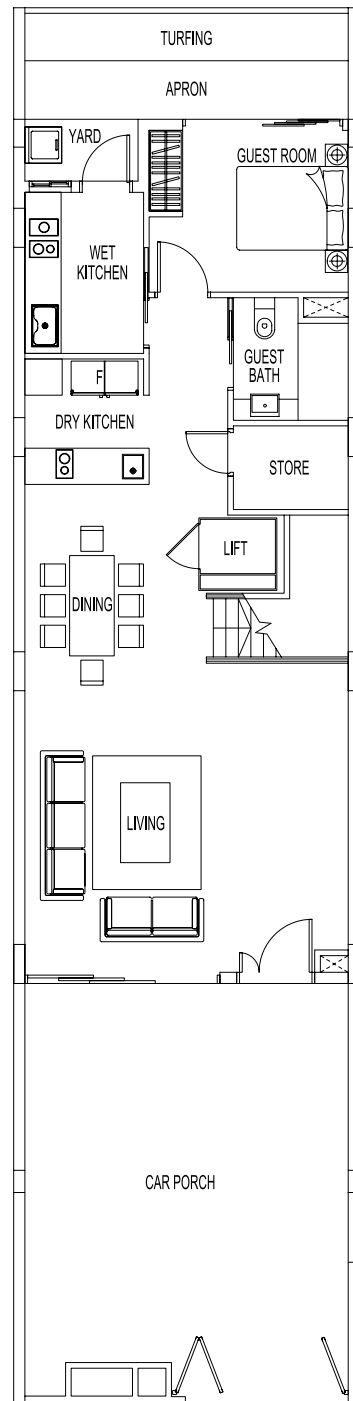 TURFING
APRON
YARD
GUEST ROOM
WET
KITCHEN
GUEST
BATH
F
DRY KITCHEN
STORE
LIFT
DINING
LIVING
CAR PORCH